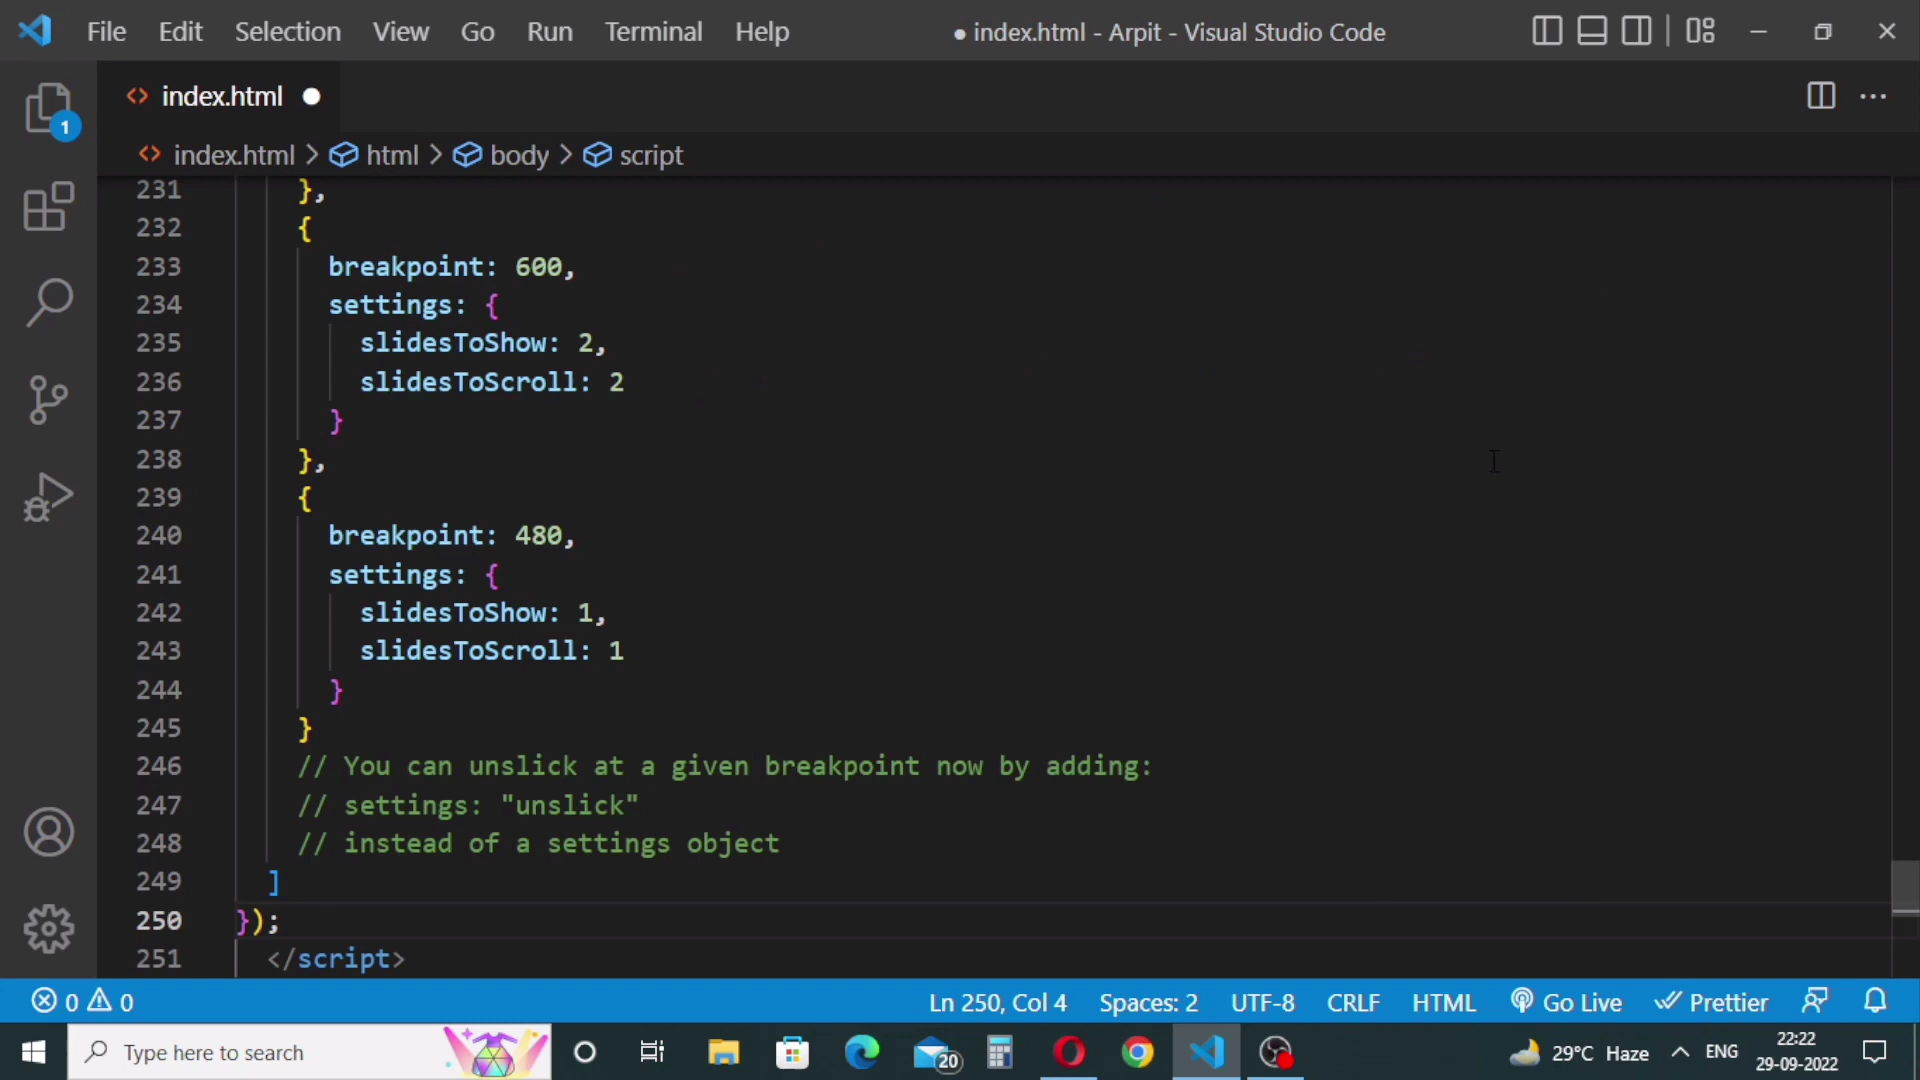 File Edit Selection View Go Run Terminal Help ● index.html - Arpit - Visual Studio Code
index.html
1
index.html > html > body > script
231 },
232 {
233 breakpoint: 600,
234 settings: {
235 slidesToShow: 2,
236 slidesToScroll: 2
237 }
238 },
239 {
240 breakpoint: 480,
241 settings: {
242 slidesToShow: 1,
243 slidesToScroll: 1
244 }
245 }
246 // You can unslick at a given breakpoint now by adding:
247 // settings: "unslick"
248 // instead of a settings object
249 ]
250 });
251 </script>
0 0 Ln 250, Col 4 Spaces: 2 UTF-8 CRLF HTML Go Live Prettier
Type here to search 20 29°C Haze ENG 22:22
29-09-2022